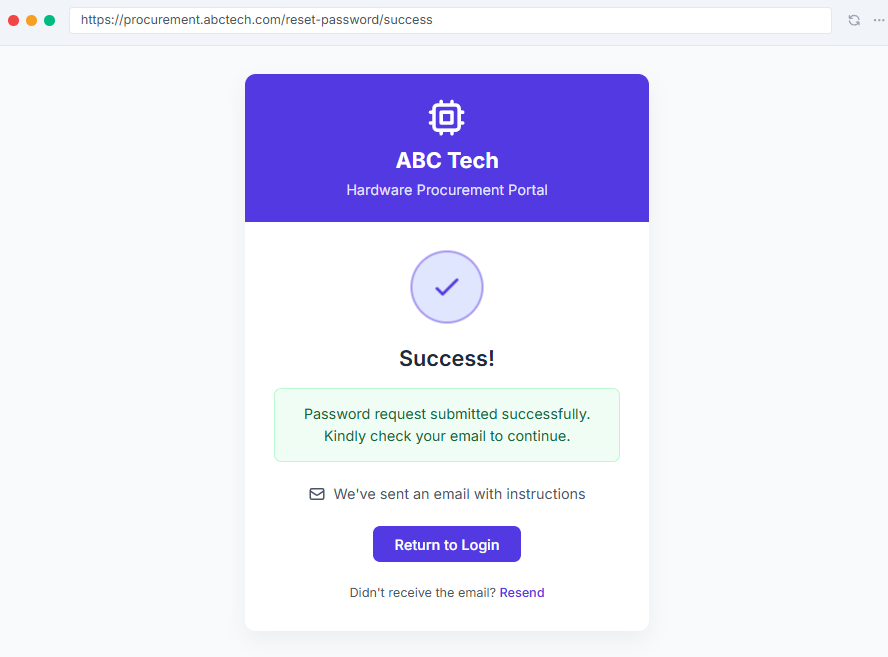 https://procurement.abctech.com/reset-password/success
ABC Tech
Hardware Procurement Portal
Success!
Password request submitted successfully.
Kindly check your email to continue.
We've sent an email with instructions
Return to Login
Didn't receive the email? Resend